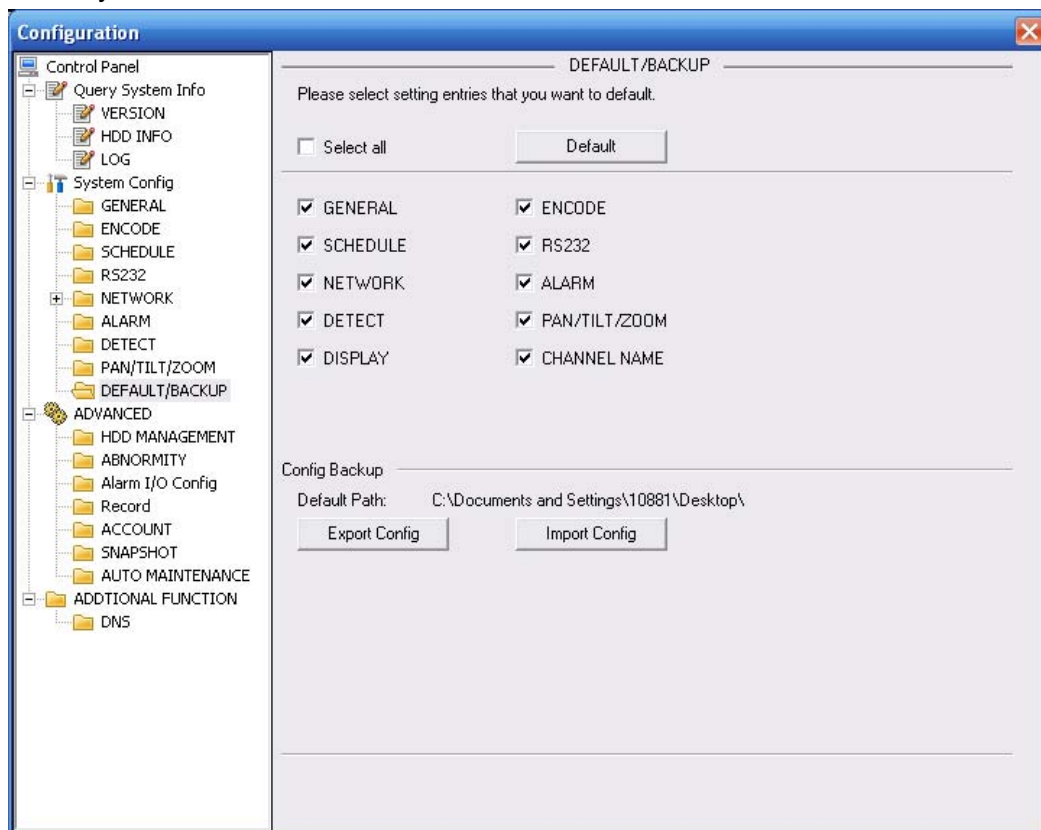 Configuration
Control Panel
Query System Info
VERSION
HDD INFO
LOG
System Config
GENERAL
ENCODE
SCHEDULE
RS232
NETWORK
ALARM
DETECT
PAN/TILT/ZOOM
DEFAULT/BACKUP
ADVANCED
HDD MANAGEMENT
ABNORMITY
Alarm I/O Config
Record
ACCOUNT
SNAPSHOT
AUTO MAINTENANCE
ADDTIONAL FUNCTION
DNS
DEFAULT/BACKUP
Please select setting entries that you want to default.
Select all Default
GENERAL ENCODE
SCHEDULE RS232
NETWORK ALARM
DETECT PAN/TILT/ZOOM
DISPLAY CHANNEL NAME
Config Backup
Default Path: C:\Documents and Settings\10881\Desktop\
Export Config Import Config